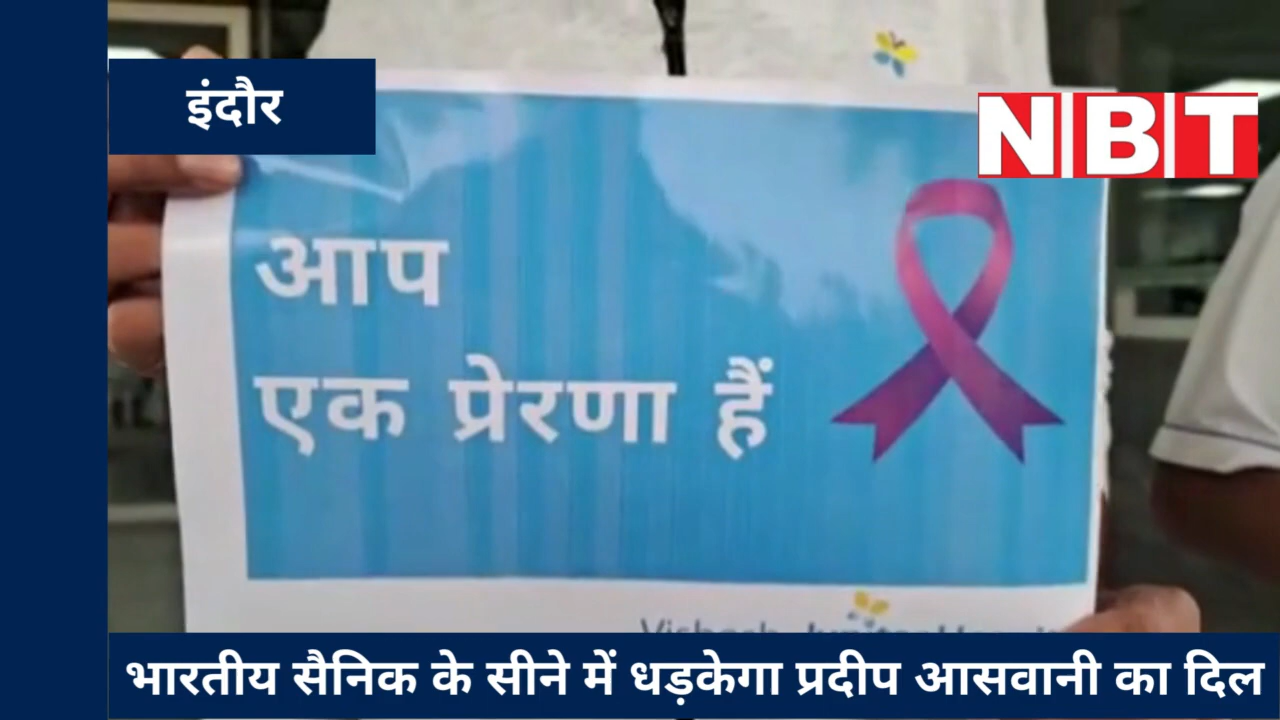 इंदौर
NBT
आप
एक प्रेरणा हैं
भारतीय सैनिक के सीने में धड़केगा प्रदीप आसवानी का दिल